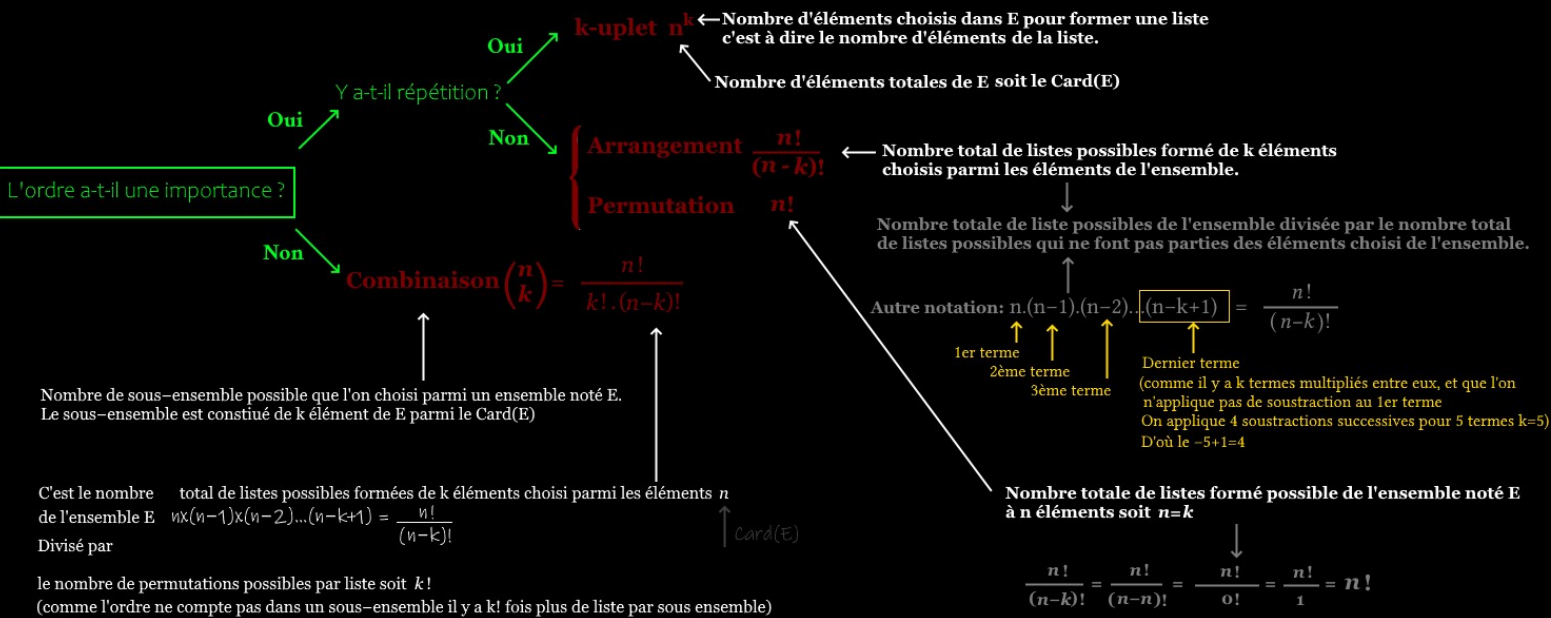 k-uplet n^k
Nombre d'éléments choisis dans E pour former une liste
c'est à dire le nombre d'éléments de la liste.
Oui
Nombre d'éléments totales de E soit le Card(E)
Y a-t-il répétition ?
Oui
Non
Arrangement n!/(n - k)!
Nombre total de listes possibles formé de k éléments
choisis parmi les éléments de l'ensemble.
L'ordre a-t-il une importance ?
Permutation n!
Nombre totale de liste possibles de l'ensemble divisée par le nombre total
de listes possibles qui ne font pas parties des éléments choisi de l'ensemble.
Non
Combinaison (n k) = n!/(k!.(n−k)!)
Autre notation: n.(n−1).(n−2)...(n−k+1) = n!/(n−k)!
1er terme
2ème terme
3ème terme
Dernier terme
(comme il y a k termes multipliés entre eux, et que l'on
n'applique pas de soustraction au 1er terme
On applique 4 soustractions successives pour 5 termes k=5)
D'où le −5+1=4
Nombre de sous−ensemble possible que l'on choisi parmi un ensemble noté E.
Le sous−ensemble est constiué de k élément de E parmi le Card(E)
C'est le nombre total de listes possibles formées de k éléments choisi parmi les éléments n
de l'ensemble E n×(n−1)×(n−2)...(n−k+1) = n!/(n−k)!
Card(E)
Divisé par
le nombre de permutations possibles par liste soit k!
(comme l'ordre ne compte pas dans un sous−ensemble il y a k! fois plus de liste par sous ensemble)
Nombre totale de listes formé possible de l'ensemble noté E
à n éléments soit n=k
n!/(n−k)! = n!/(n−n)! = n!/0! = n!/1 = n!